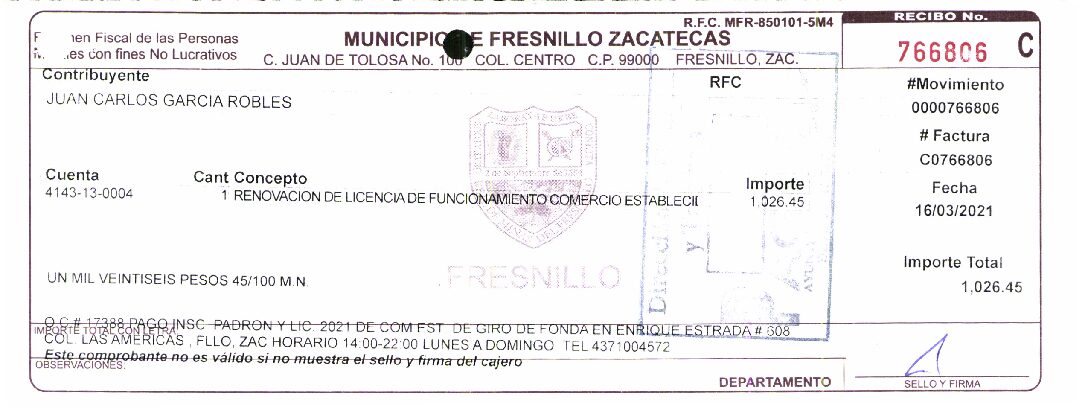 R.F.C. MFR-850101-5M4
RECIBO No.
en Fiscal de las Personas
MUNICIPIO DE FRESNILLO ZACATECAS
766806 C
es con fines No Lucrativos
C. JUAN DE TOLOSA No. 100 COL. CENTRO C.P. 99000 FRESNILLO, ZAC.
Contribuyente
RFC
#Movimiento
JUAN CARLOS GARCIA ROBLES
0000766806
# Factura
C0766806
Cuenta
Cant Concepto
Importe
Fecha
4143-13-0004
1 RENOVACION DE LICENCIA DE FUNCIONAMIENTO COMERCIO ESTABLECI
1,026.45
16/03/2021
Importe Total
FRESNILLO
UN MIL VEINTISEIS PESOS 45/100 M.N.
1,026.45
O.C.# 17388 PAGO INSC PADRON Y LIC. 2021 DE COM EST DE GIRO DE FONDA EN ENRIQUE ESTRADA # 608
IMPORTE TOTAL CON LETRA
COL. LAS AMERICAS , FLLO, ZAC HORARIO 14:00-22:00 LUNES A DOMINGO TEL 4371004572
Este comprobante no es válido si no muestra el sello y firma del cajero
OBSERVACIONES:
DEPARTAMENTO
SELLO Y FIRMA